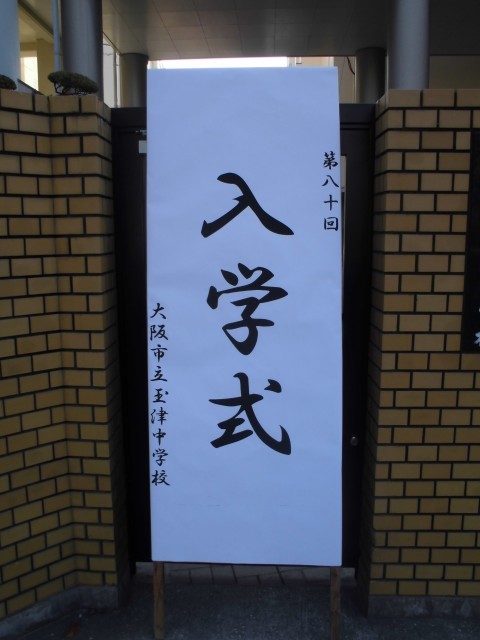 第八十回
入学式
大阪市立玉津中学校